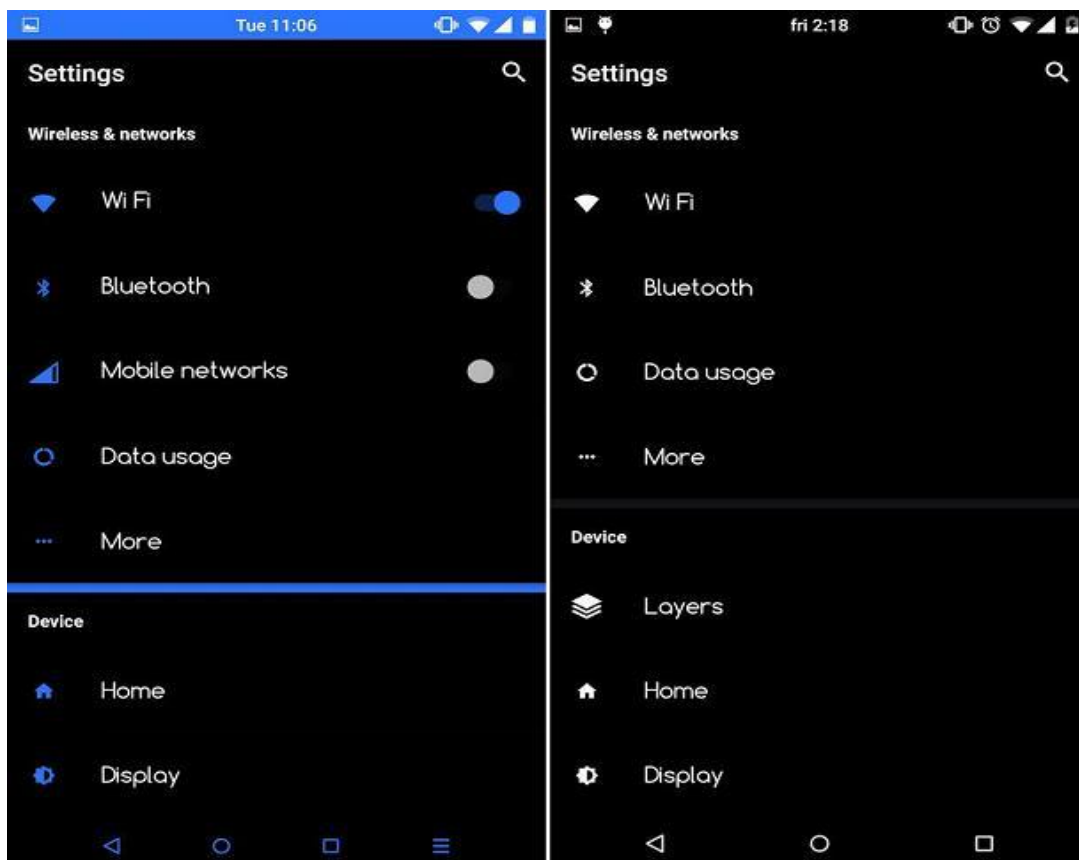 Tue 11:06
Settings
Wireless & networks
Wi Fi
Bluetooth
Mobile networks
Data usage
More
Device
Home
Display
fri 2:18
Settings
Wireless & networks
Wi Fi
Bluetooth
Data usage
More
Device
Layers
Home
Display